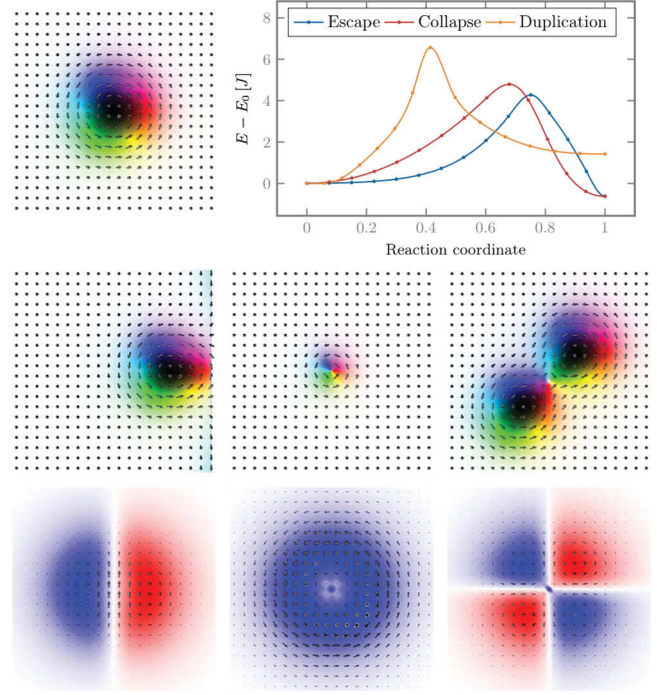 Escape Collapse Duplication
E − E₀ [J]
8
6
4
2
0
0 0.2 0.4 0.6 0.8 1
Reaction coordinate